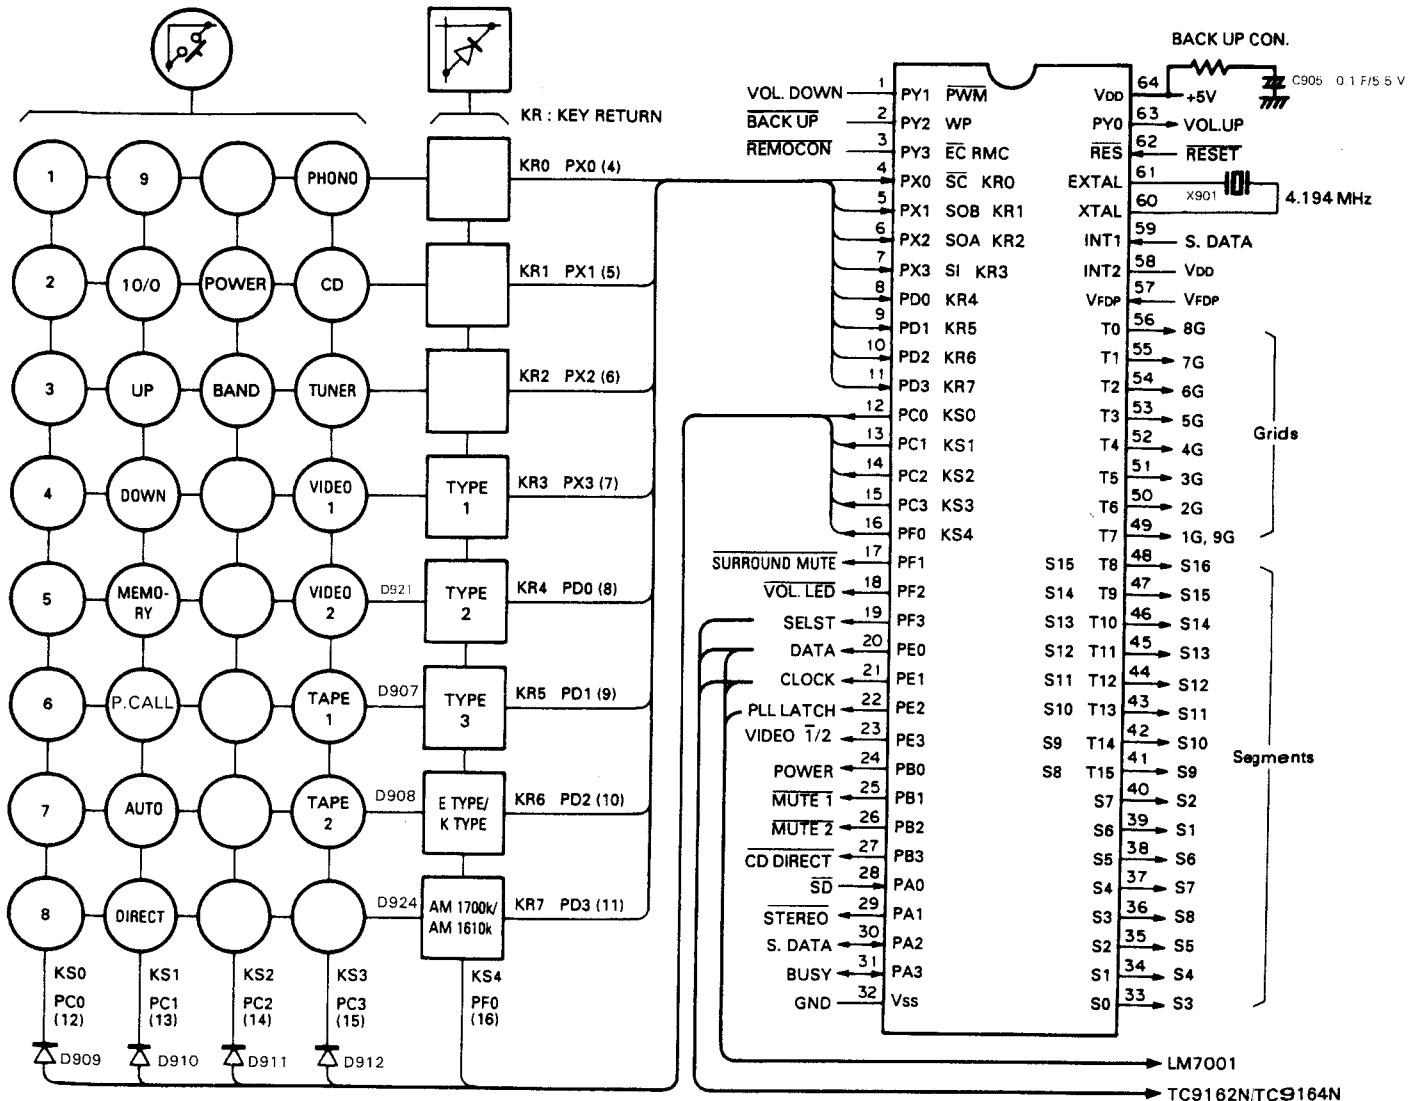 BACK UP CON.
C905 0.1 F/5.5 V
KR : KEY RETURN
1 9 PHONO
KR0 PX0 (4)
2 10/0 POWER CD
KR1 PX1 (5)
3 UP BAND TUNER
KR2 PX2 (6)
4 DOWN VIDEO 1 TYPE 1
KR3 PX3 (7)
5 MEMO-RY VIDEO 2 D921 TYPE 2
KR4 PD0 (8)
6 P.CALL TAPE 1 D907 TYPE 3
KR5 PD1 (9)
7 AUTO TAPE 2 D908 E TYPE/ K TYPE
KR6 PD2 (10)
8 DIRECT D924 AM 1700k/ AM 1610k
KR7 PD3 (11)
KS0 KS1 KS2 KS3 KS4
PC0 PC1 PC2 PC3 PF0
(12) (13) (14) (15) (16)
D909 D910 D911 D912
VOL. DOWN 1 PY1 PWM
BACK UP 2 PY2 WP
REMOCON 3 PY3 EC RMC
4 PX0 SC KR0
5 PX1 SOB KR1
6 PX2 SOA KR2
7 PX3 SI KR3
8 PD0 KR4
9 PD1 KR5
10 PD2 KR6
11 PD3 KR7
12 PC0 KS0
13 PC1 KS1
14 PC2 KS2
15 PC3 KS3
16 PF0 KS4
SURROUND MUTE 17 PF1
VOL. LED 18 PF2
SELST 19 PF3
DATA 20 PE0
CLOCK 21 PE1
PLL LATCH 22 PE2
VIDEO 1/2 23 PE3
POWER 24 PB0
MUTE 1 25 PB1
MUTE 2 26 PB2
CD DIRECT 27 PB3
SD 28 PA0
STEREO 29 PA1
S. DATA 30 PA2
BUSY 31 PA3
GND 32 Vss
VDD 64 +5V
PY0 63 VOL.UP
RES 62 RESET
EXTAL 61
X901 4.194 MHz
XTAL 60
INT1 59 S. DATA
INT2 58 VDD
VFDP 57 VFDP
T0 56 8G
T1 55 7G
T2 54 6G
T3 53 5G
T4 52 4G
T5 51 3G
T6 50 2G
T7 49 1G, 9G
Grids
S15 T8 48 S16
S14 T9 47 S15
S13 T10 46 S14
S12 T11 45 S13
S11 T12 44 S12
S10 T13 43 S11
S9 T14 42 S10
S8 T15 41 S9
Segments
S7 40 S2
S6 39 S1
S5 38 S6
S4 37 S7
S3 36 S8
S2 35 S5
S1 34 S4
S0 33 S3
LM7001
TC9162N/TC9164N